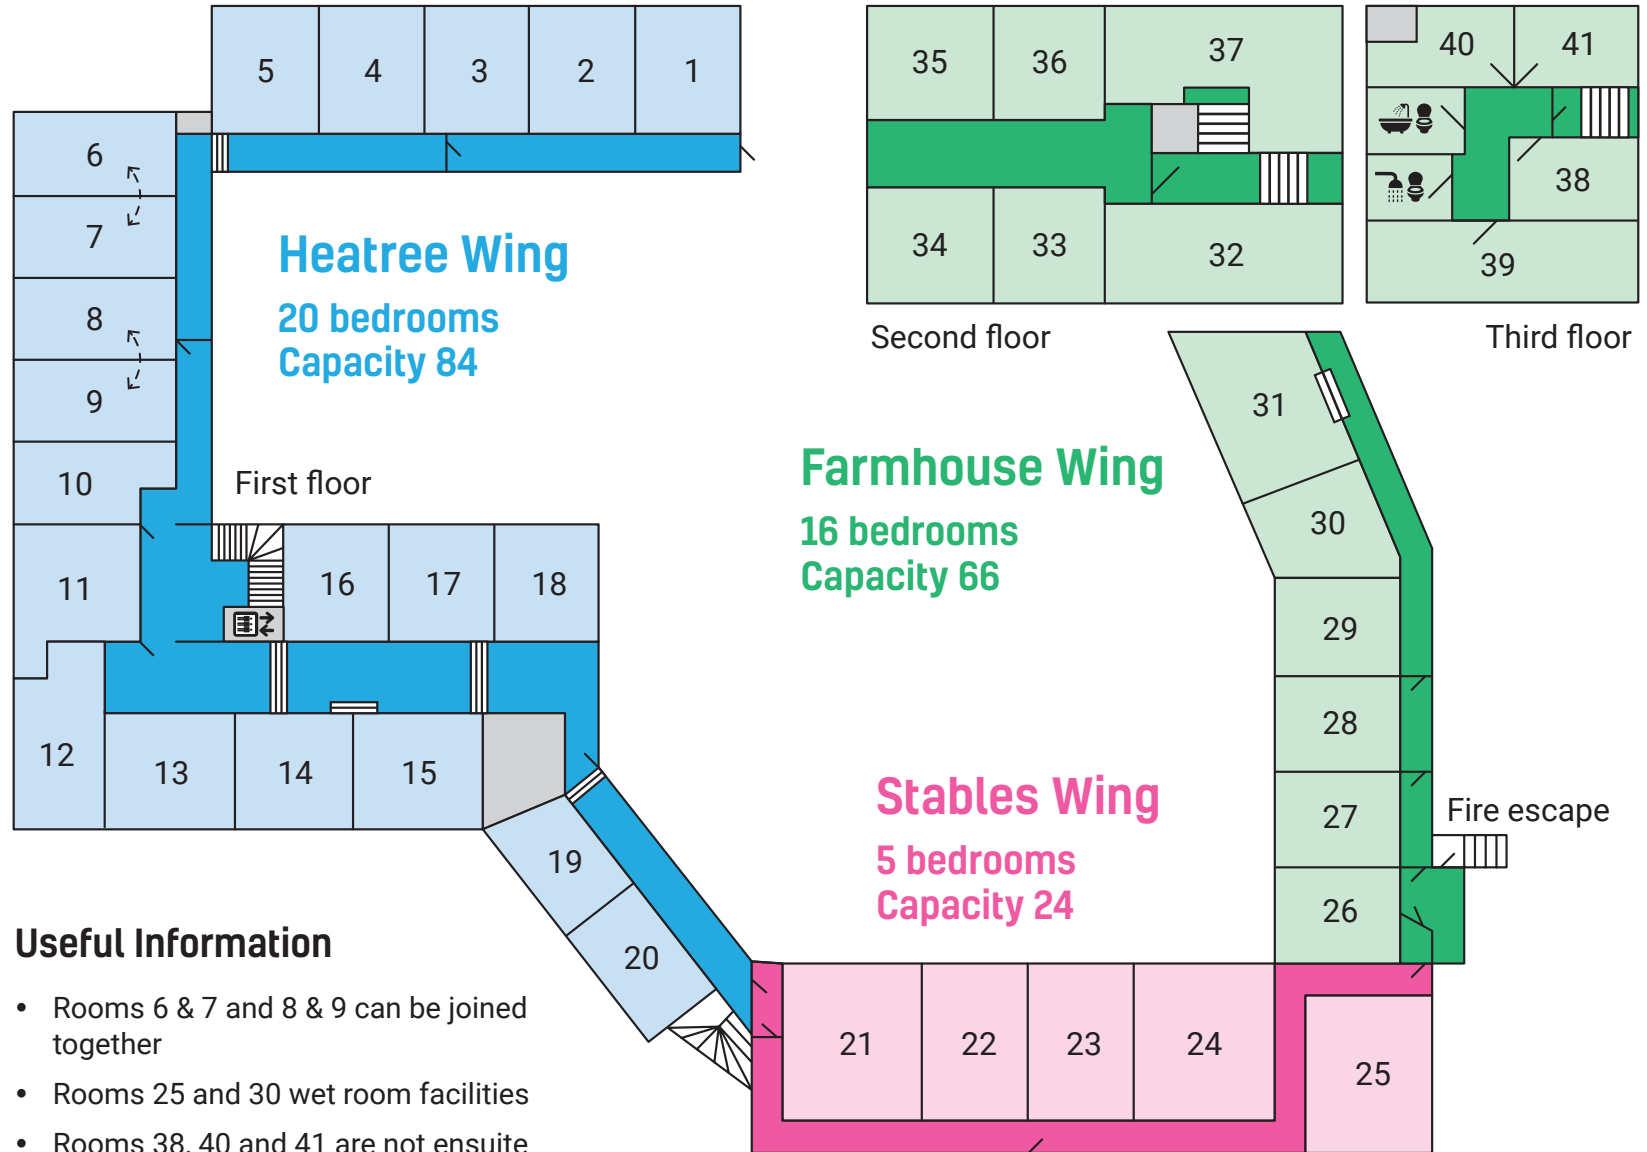 5
4
3
2
1
6
7
8
9
10
11
12
13
14
15
16
17
18
19
20
Heatree Wing
20 bedrooms
Capacity 84
First floor
35
36
37
34
33
32
Second floor
40
41
38
39
Third floor
Farmhouse Wing
16 bedrooms
Capacity 66
31
30
29
28
27
26
Fire escape
Stables Wing
5 bedrooms
Capacity 24
21
22
23
24
25
Useful Information
• Rooms 6 & 7 and 8 & 9 can be joined
together
• Rooms 25 and 30 wet room facilities
• Rooms 38, 40 and 41 are not ensuite